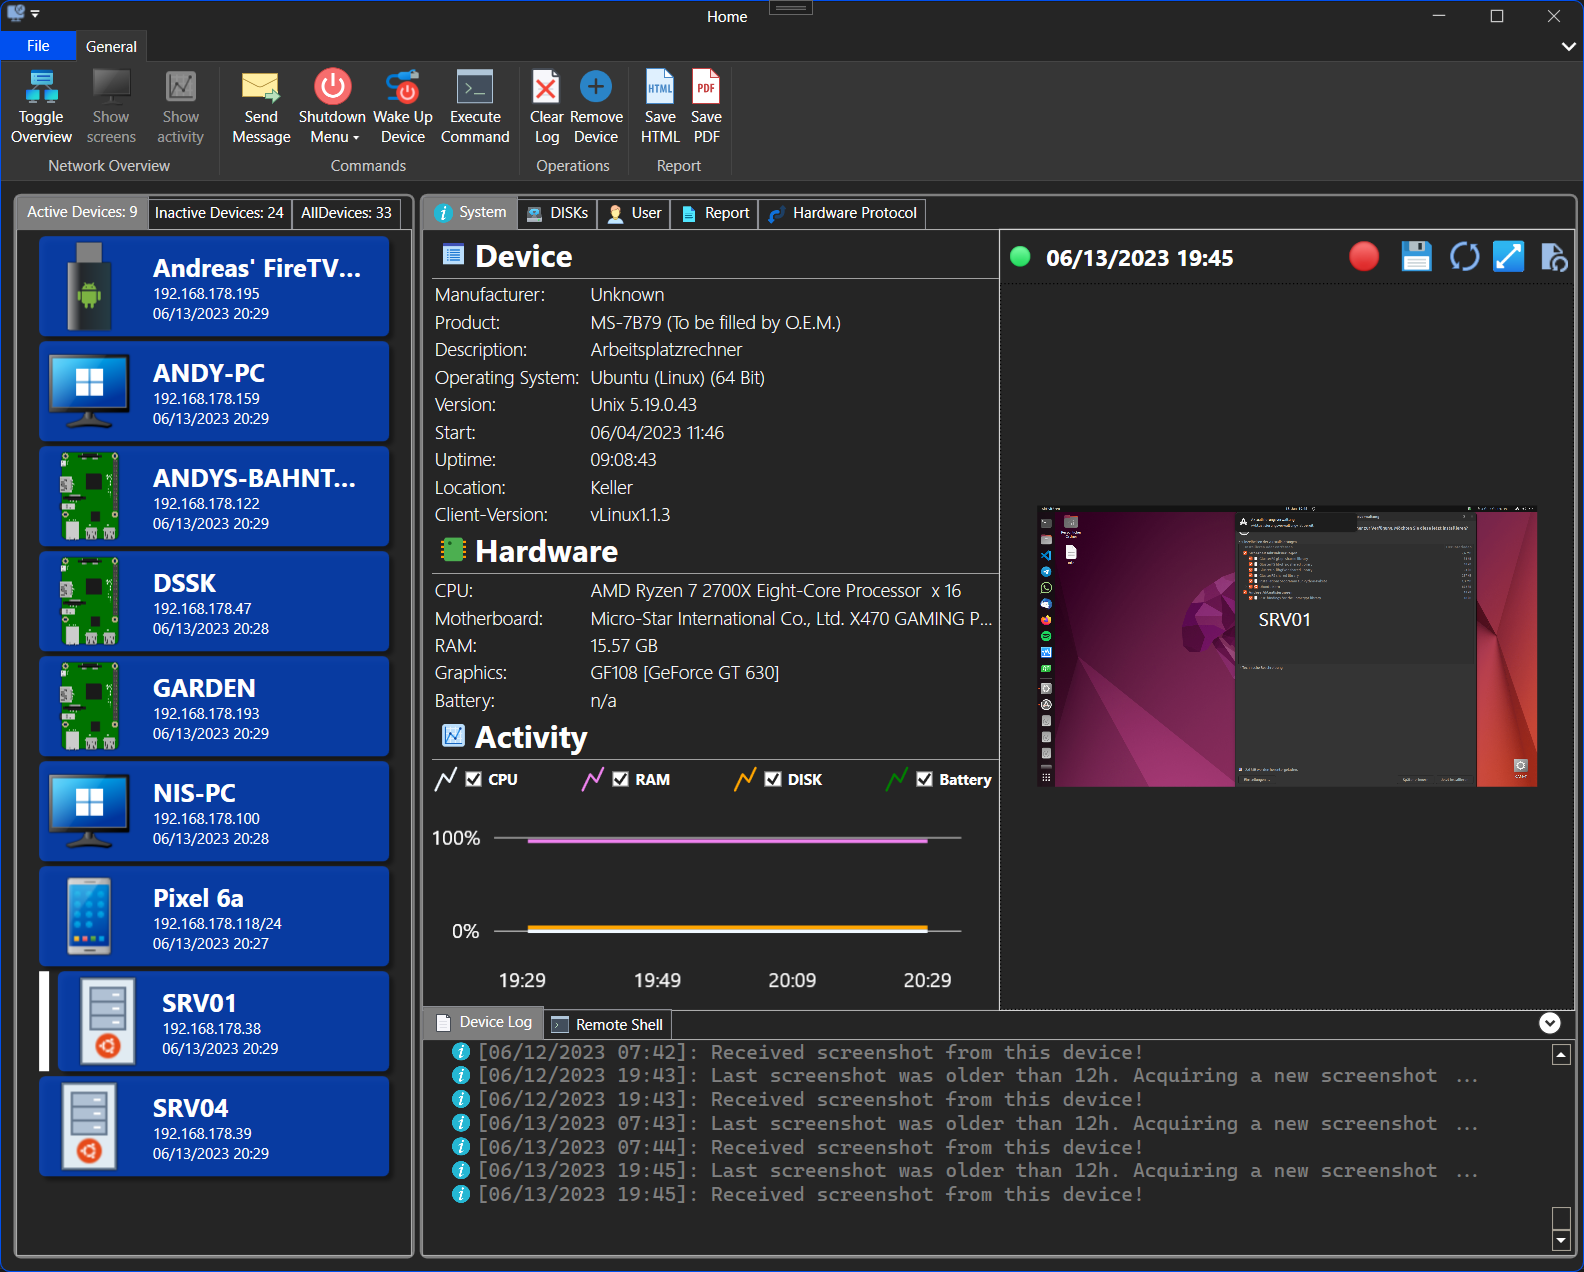 Home
File
General
Toggle Overview
Show screens
Show activity
Network Overview
Send Message
Shutdown Menu
Wake Up Device
Execute Command
Commands
Clear Log
Remove Device
Operations
HTML
Save HTML
PDF
Save PDF
Report
Active Devices: 9
Inactive Devices: 24
AllDevices: 33
Andreas' FireTV...
192.168.178.195
06/13/2023 20:29
ANDY-PC
192.168.178.159
06/13/2023 20:29
ANDYS-BAHNT...
192.168.178.122
06/13/2023 20:29
DSSK
192.168.178.47
06/13/2023 20:28
GARDEN
192.168.178.193
06/13/2023 20:29
NIS-PC
192.168.178.100
06/13/2023 20:28
Pixel 6a
192.168.178.118/24
06/13/2023 20:27
SRV01
192.168.178.38
06/13/2023 20:29
SRV04
192.168.178.39
06/13/2023 20:29
System
DISKs
User
Report
Hardware Protocol
Device
Manufacturer: Unknown
Product: MS-7B79 (To be filled by O.E.M.)
Description: Arbeitsplatzrechner
Operating System: Ubuntu (Linux) (64 Bit)
Version: Unix 5.19.0.43
Start: 06/04/2023 11:46
Uptime: 09:08:43
Location: Keller
Client-Version: vLinux1.1.3
Hardware
CPU: AMD Ryzen 7 2700X Eight-Core Processor x 16
Motherboard: Micro-Star International Co., Ltd. X470 GAMING P...
RAM: 15.57 GB
Graphics: GF108 [GeForce GT 630]
Battery: n/a
Activity
CPU
RAM
DISK
Battery
100%
0%
19:29 19:49 20:09 20:29
06/13/2023 19:45
SRV01
Device Log
Remote Shell
[06/12/2023 07:42]: Received screenshot from this device!
[06/12/2023 19:43]: Last screenshot was older than 12h. Acquiring a new screenshot ...
[06/12/2023 19:43]: Received screenshot from this device!
[06/13/2023 07:43]: Last screenshot was older than 12h. Acquiring a new screenshot ...
[06/13/2023 07:44]: Received screenshot from this device!
[06/13/2023 19:45]: Last screenshot was older than 12h. Acquiring a new screenshot ...
[06/13/2023 19:45]: Received screenshot from this device!